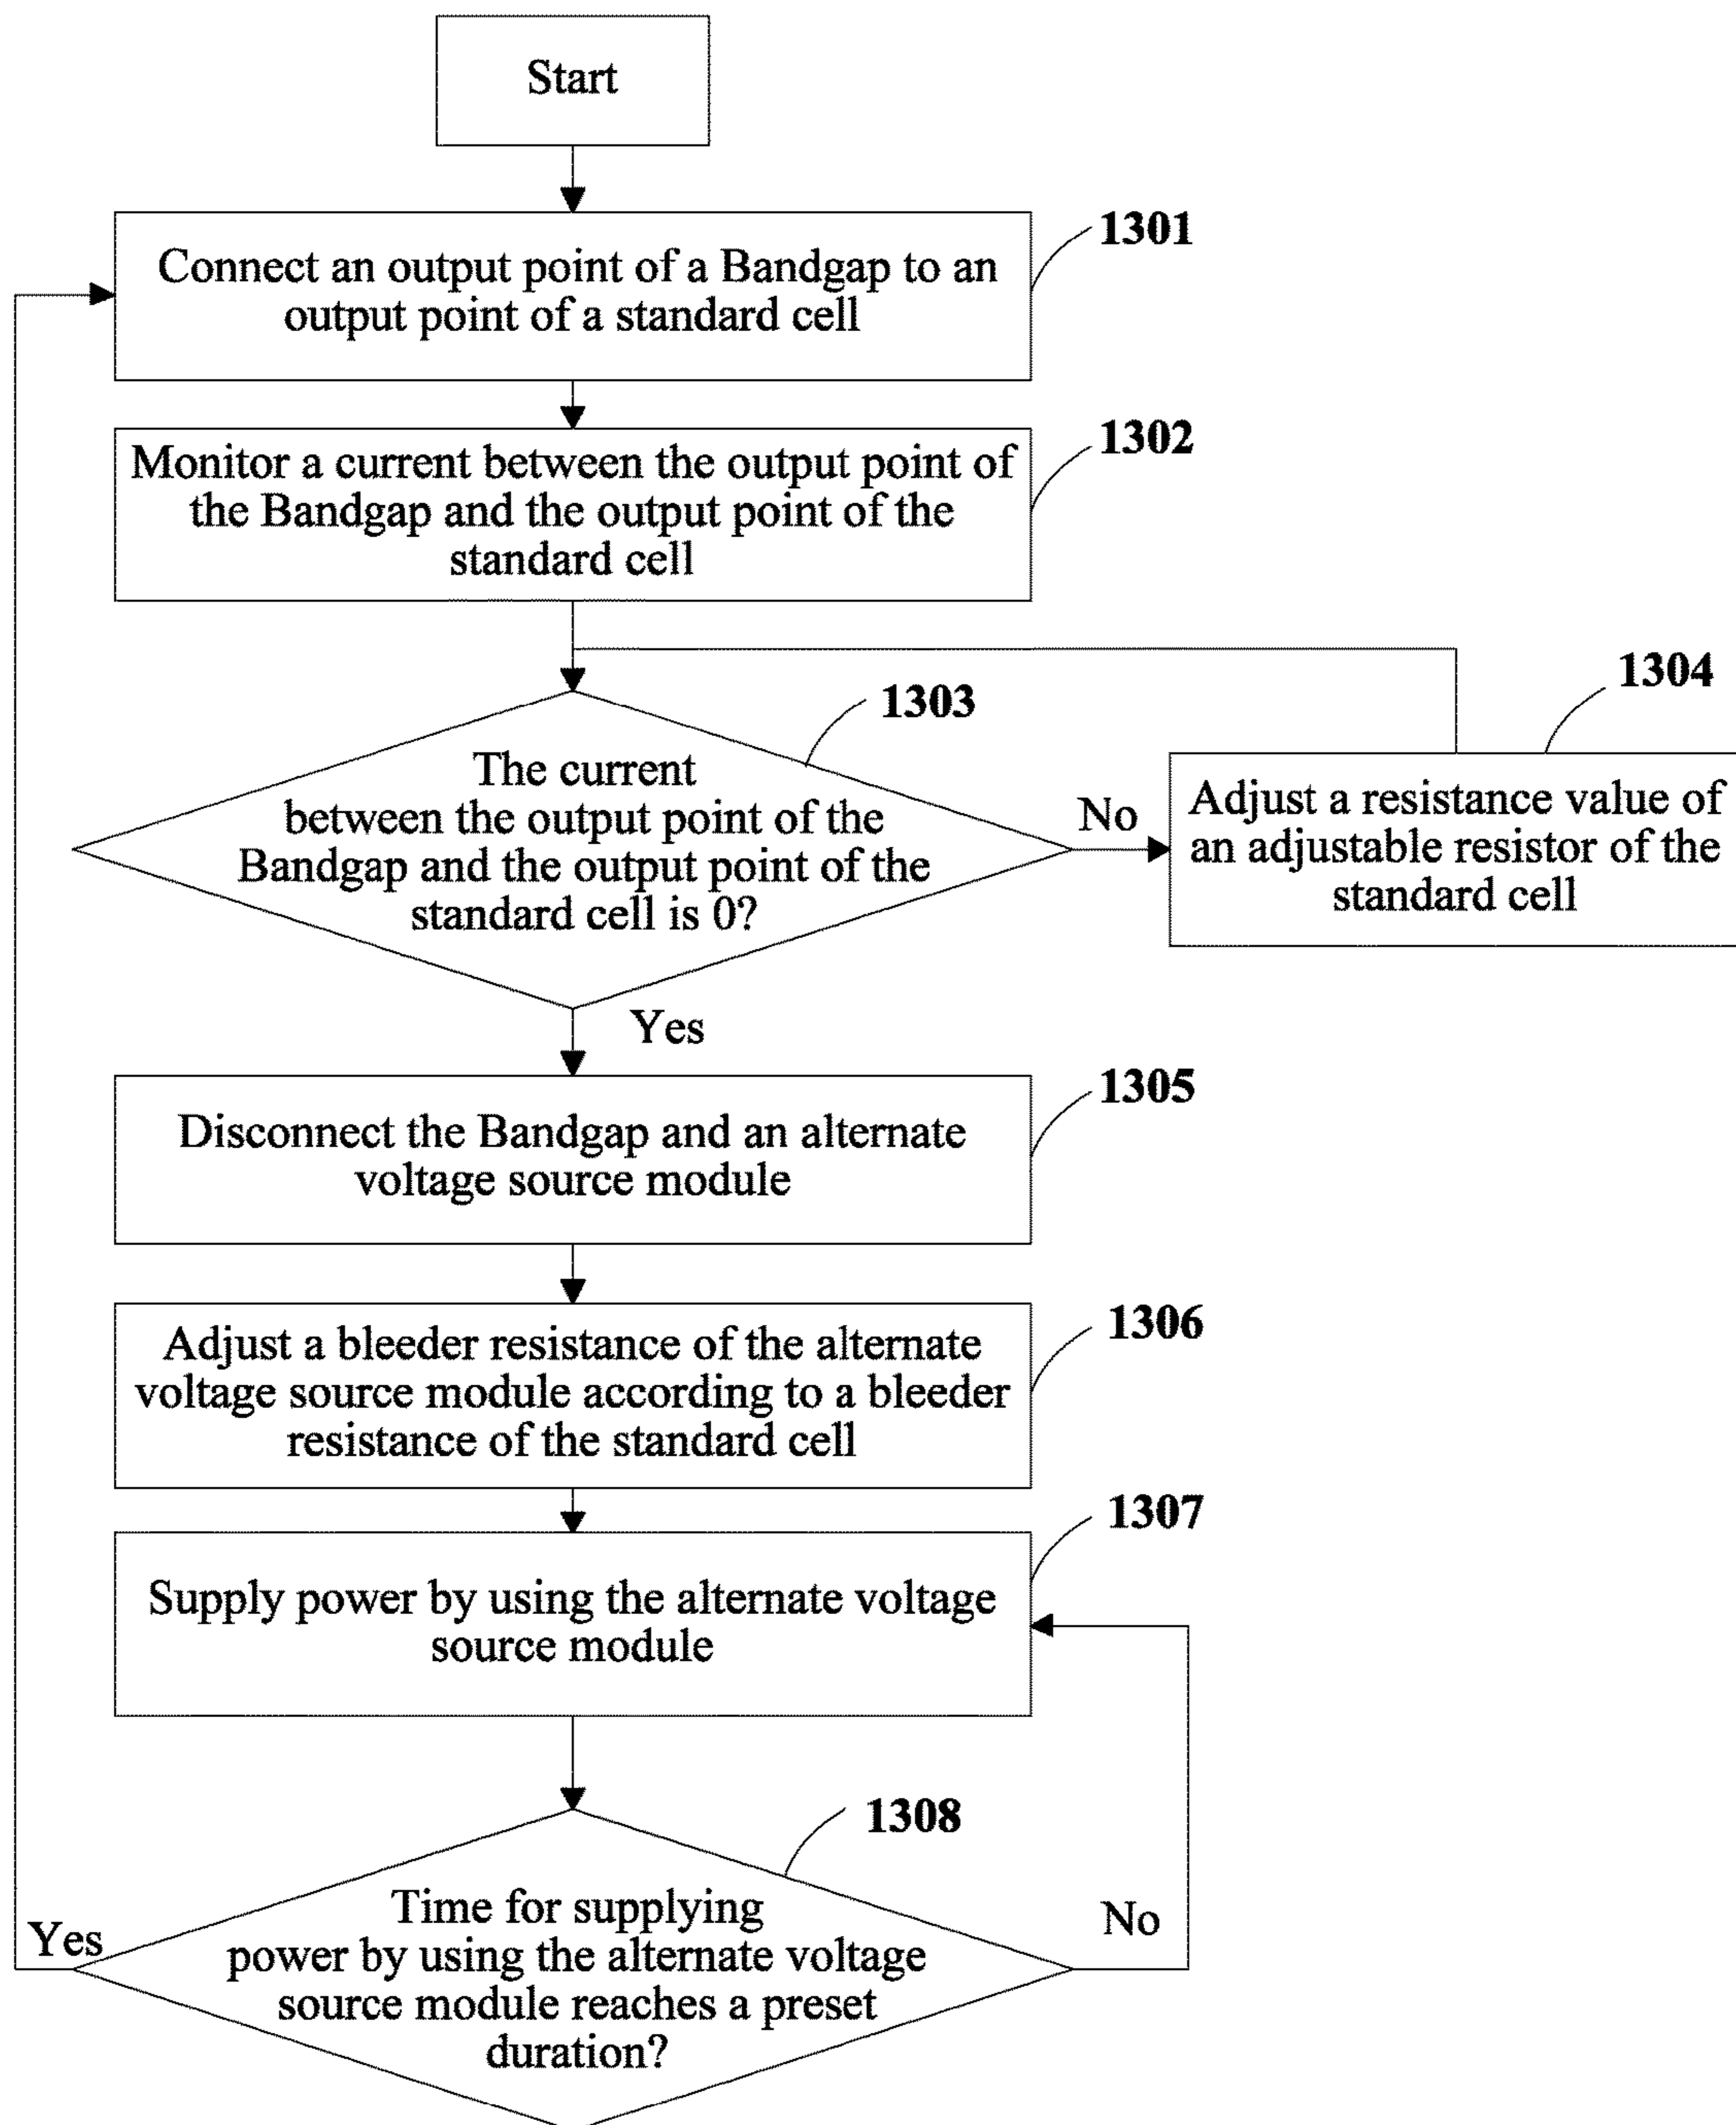 Start
1301
Connect an output point of a Bandgap to an
output point of a standard cell
1302
Monitor a current between the output point of
the Bandgap and the output point of the
standard cell
1303
The current
between the output point of the
Bandgap and the output point of the
standard cell is 0?
No
1304
Adjust a resistance value of
an adjustable resistor of the
standard cell
Yes
1305
Disconnect the Bandgap and an alternate
voltage source module
1306
Adjust a bleeder resistance of the alternate
voltage source module according to a bleeder
resistance of the standard cell
1307
Supply power by using the alternate voltage
source module
1308
Time for supplying
power by using the alternate voltage
source module reaches a preset
duration?
Yes
No